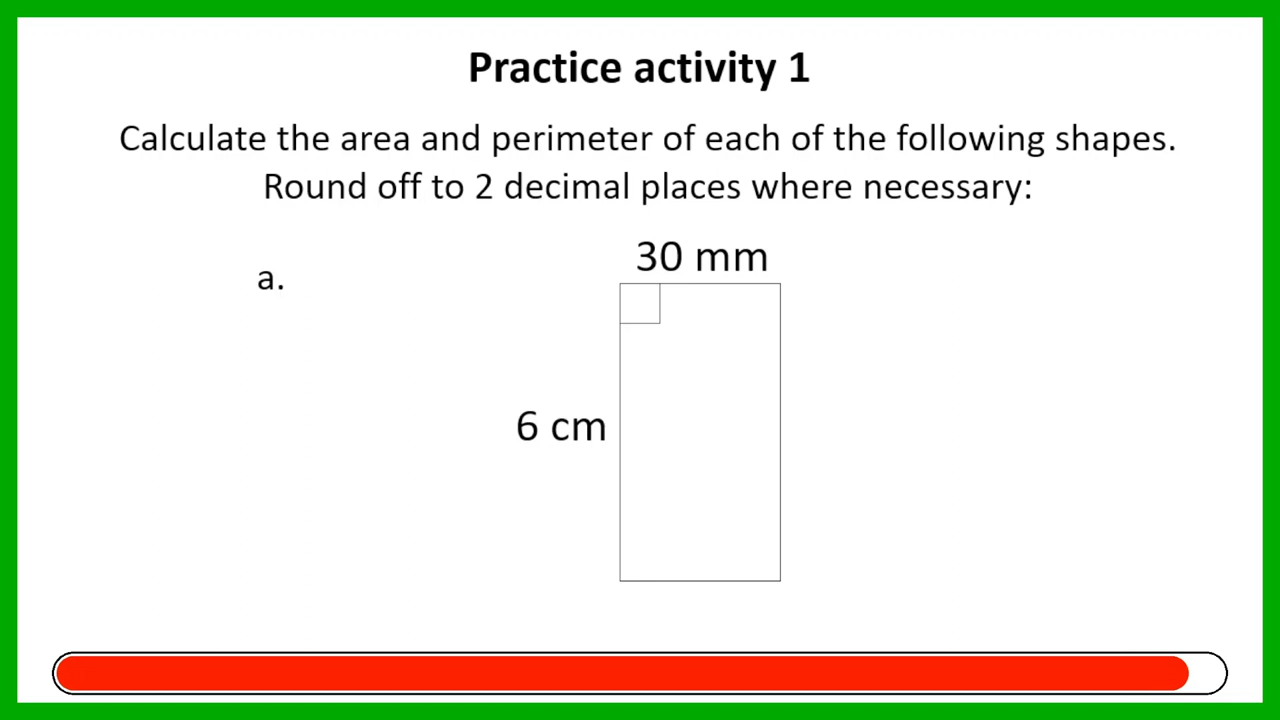 Practice activity 1
Calculate the area and perimeter of each of the following shapes.
Round off to 2 decimal places where necessary:
30 mm
a.
6 cm